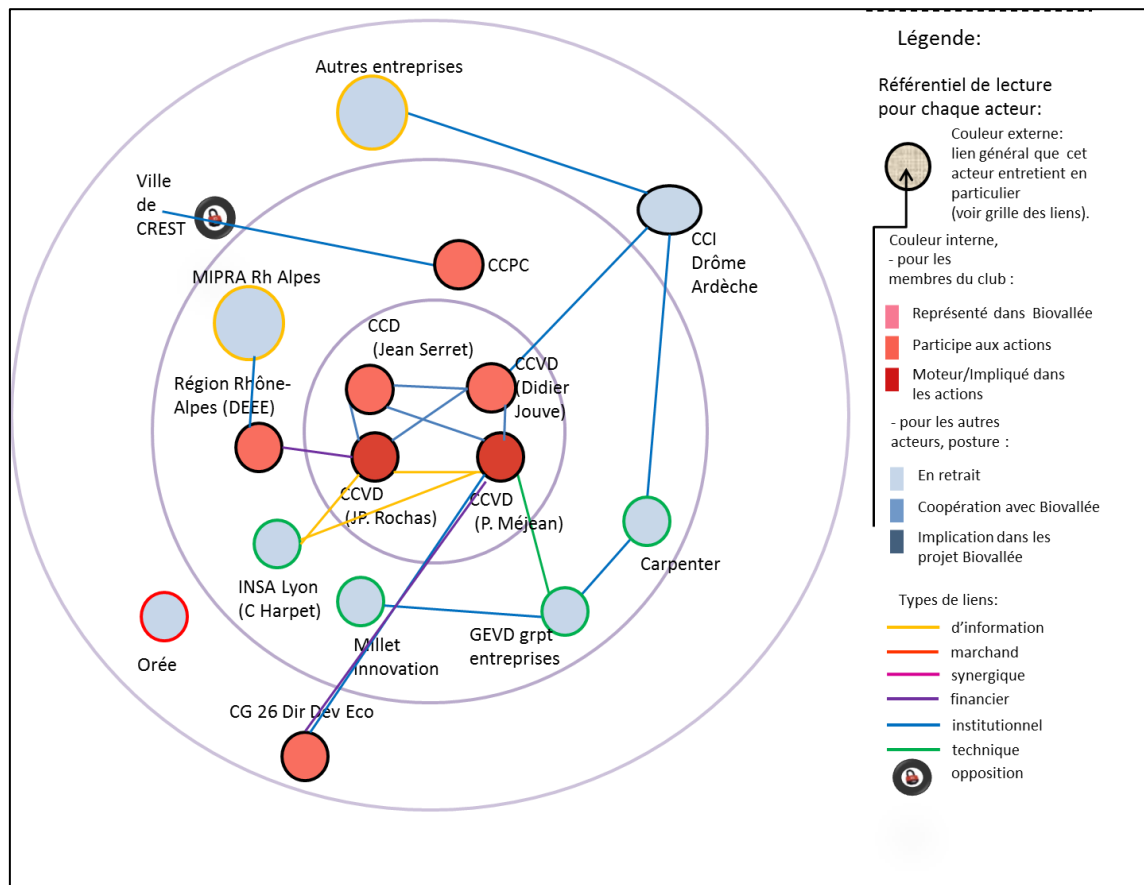 Autres entreprises
Ville
de
CREST
CCI
Drôme
Ardèche
CCPC
MIPRA Rh Alpes
CCD
(Jean Serret)
CCVD
(Didier
Jouve)
Région Rhône-
Alpes (DEEE)
CCVD
(JP. Rochas)
CCVD
(P. Méjean)
INSA Lyon
(C Harpet)
Carpenter
Orée
Millet
Innovation
GEVD grpt
entreprises
CG 26 Dir Dev Eco
Légende:
Référentiel de lecture
pour chaque acteur:
Couleur externe:
lien général que cet
acteur entretient en
particulier
(voir grille des liens).
Couleur interne,
- pour les
membres du club :
Représenté dans Biovallée
Participe aux actions
Moteur/Impliqué dans
les actions
- pour les autres
acteurs, posture :
En retrait
Coopération avec Biovallée
Implication dans les
projet Biovallée
Types de liens:
d'information
marchand
synergique
financier
institutionnel
technique
opposition